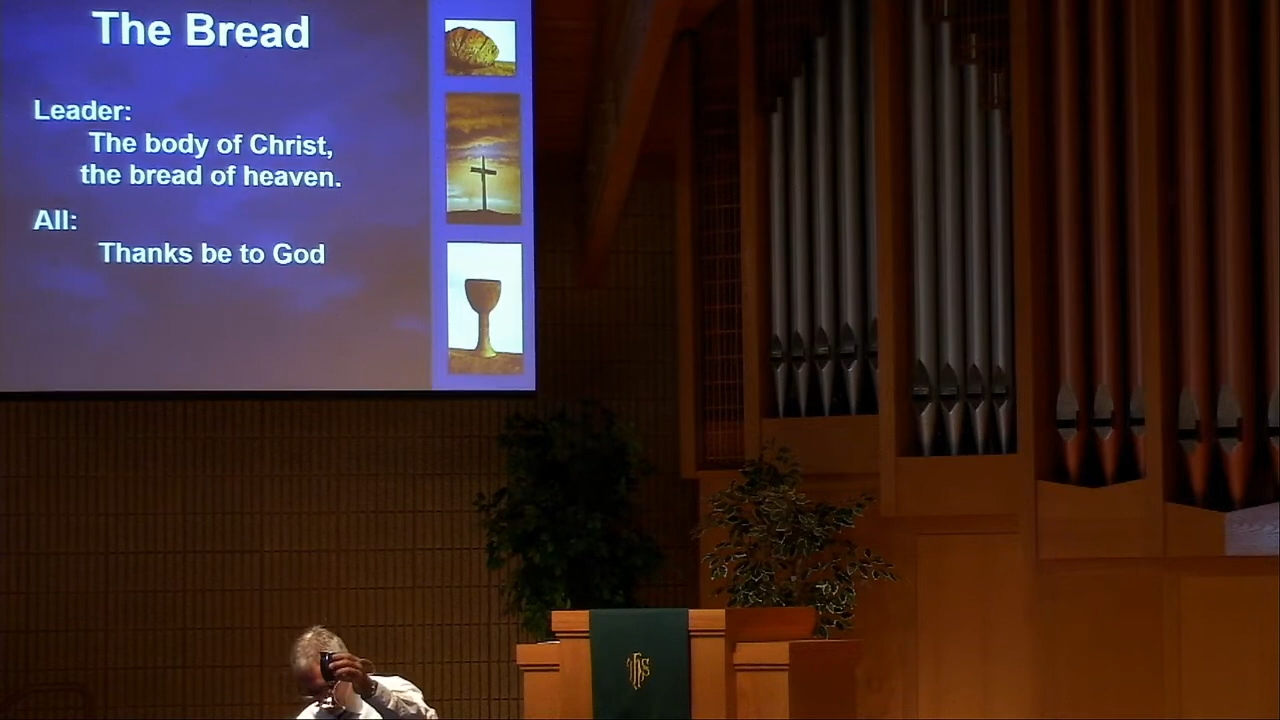 The Bread
Leader:
The body of Christ,
the bread of heaven.
All:
Thanks be to God
IHS